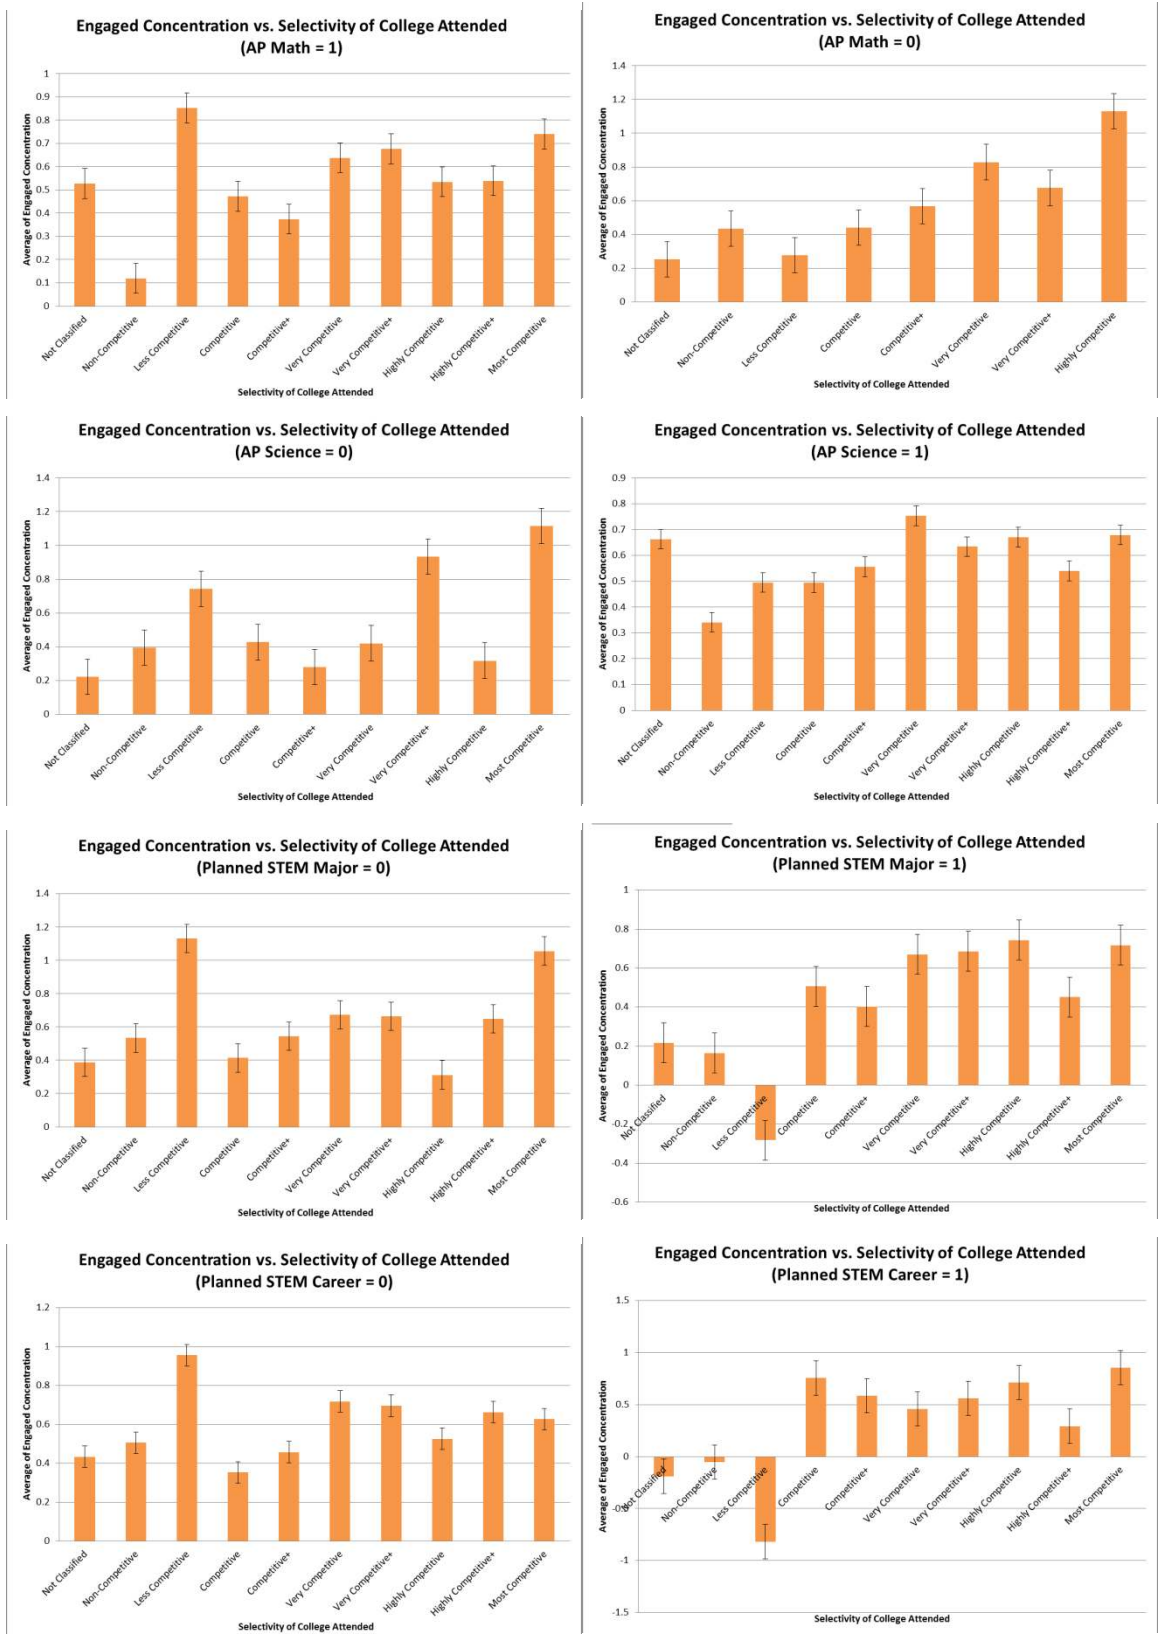 Engaged Concentration vs. Selectivity of College Attended
(AP Math = 1)
Average of Engaged Concentration
1
0.9
0.8
0.7
0.6
0.5
0.4
0.3
0.2
0.1
0
Not Classified
Non-Competitive
Less Competitive
Competitive
Competitive+
Very Competitive
Very Competitive+
Highly Competitive
Highly Competitive+
Most Competitive
Selectivity of College Attended
Engaged Concentration vs. Selectivity of College Attended
(AP Math = 0)
Average of Engaged Concentration
1.4
1.2
1
0.8
0.6
0.4
0.2
0
Not Classified
Non-Competitive
Less Competitive
Competitive
Competitive+
Very Competitive
Very Competitive+
Highly Competitive
Selectivity of College Attended
Engaged Concentration vs. Selectivity of College Attended
(AP Science = 0)
Average of Engaged Concentration
1.4
1.2
1
0.8
0.6
0.4
0.2
0
Not Classified
Non-Competitive
Less Competitive
Competitive
Competitive+
Very Competitive
Very Competitive+
Highly Competitive
Most Competitive
Selectivity of College Attended
Engaged Concentration vs. Selectivity of College Attended
(AP Science = 1)
Average of Engaged Concentration
0.9
0.8
0.7
0.6
0.5
0.4
0.3
0.2
0.1
0
Not Classified
Non-Competitive
Less Competitive
Competitive
Competitive+
Very Competitive
Very Competitive+
Highly Competitive
Highly Competitive+
Most Competitive
Selectivity of College Attended
Engaged Concentration vs. Selectivity of College Attended
(Planned STEM Major = 0)
Average of Engaged Concentration
1.4
1.2
1
0.8
0.6
0.4
0.2
0
Not Classified
Non-Competitive
Less Competitive
Competitive
Competitive+
Very Competitive
Very Competitive+
Highly Competitive
Highly Competitive+
Most Competitive
Selectivity of College Attended
Engaged Concentration vs. Selectivity of College Attended
(Planned STEM Major = 1)
Average of Engaged Concentration
1
0.8
0.6
0.4
0.2
0
-0.2
-0.4
-0.6
Not Classified
Non-Competitive
Less Competitive
Competitive
Competitive+
Very Competitive
Very Competitive+
Highly Competitive
Highly Competitive+
Most Competitive
Selectivity of College Attended
Engaged Concentration vs. Selectivity of College Attended
(Planned STEM Career = 0)
Average of Engaged Concentration
1.2
1
0.8
0.6
0.4
0.2
0
Not Classified
Non-Competitive
Less Competitive
Competitive
Competitive+
Very Competitive
Very Competitive+
Highly Competitive
Highly Competitive+
Most Competitive
Selectivity of College Attended
Engaged Concentration vs. Selectivity of College Attended
(Planned STEM Career = 1)
Average of Engaged Concentration
1.5
1
0.5
0
-0.5
-1
-1.5
Not Classified
Non-Competitive
Less Competitive
Competitive
Competitive+
Very Competitive
Very Competitive+
Highly Competitive
Highly Competitive+
Most Competitive
Selectivity of College Attended